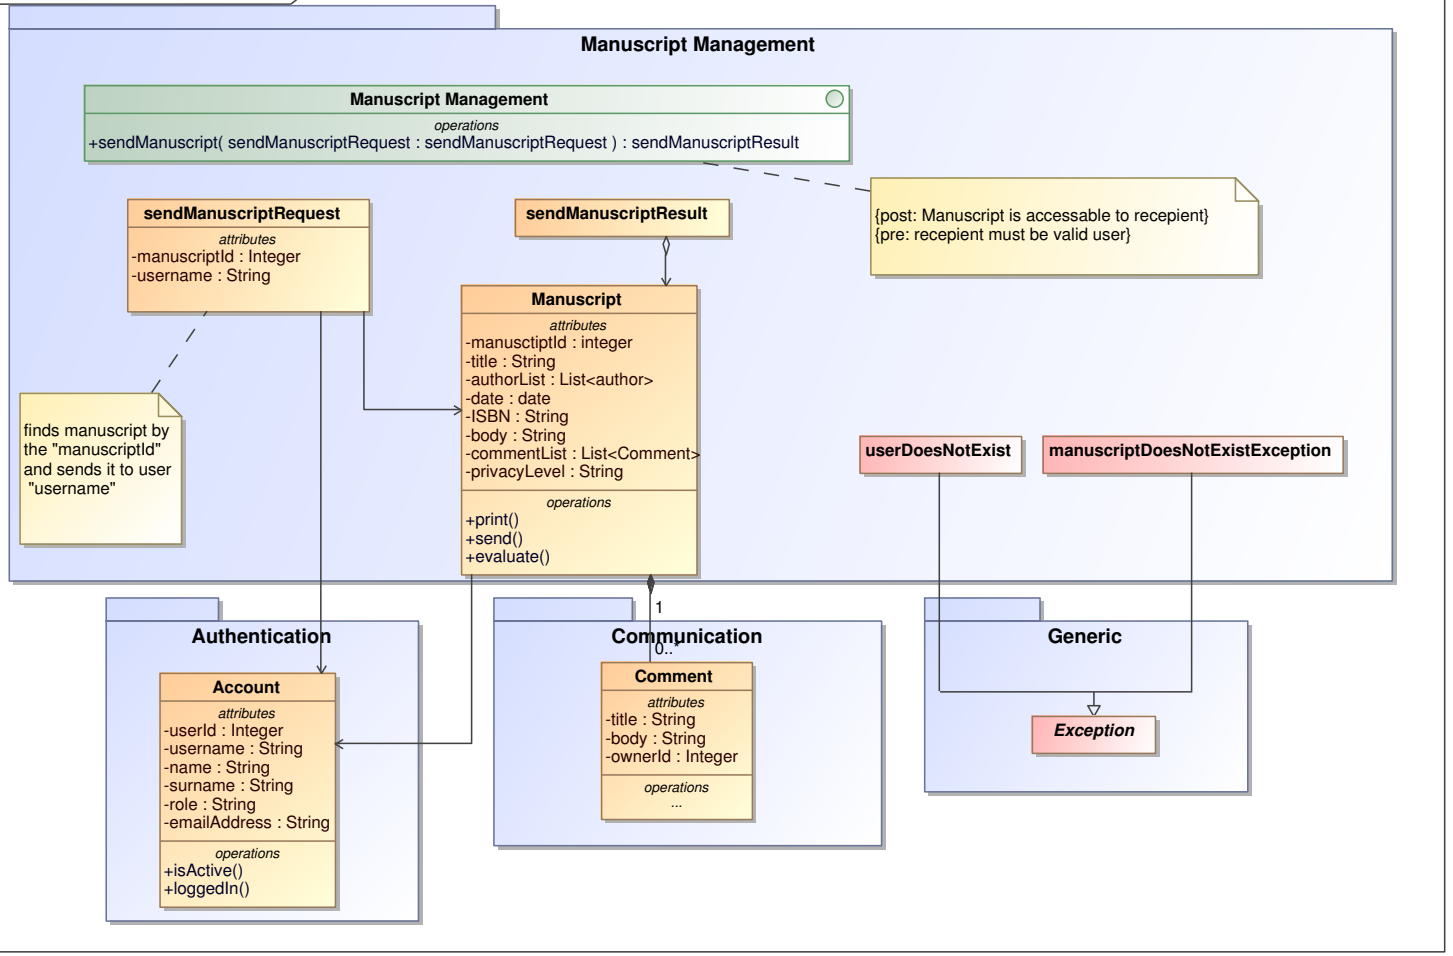 Manuscript Management
Manuscript Management
operations
+sendManuscript( sendManuscriptRequest : sendManuscriptRequest ) : sendManuscriptResult
{post: Manuscript is accessable to recepient}
{pre: recepient must be valid user}
sendManuscriptRequest
attributes
-manuscriptId : Integer
-username : String
sendManuscriptResult
Manuscript
attributes
-manusctiptId : integer
-title : String
-authorList : List<author>
-date : date
-ISBN : String
-body : String
-commentList : List<Comment>
-privacyLevel : String
operations
+print()
+send()
+evaluate()
finds manuscript by
the "manuscriptId"
and sends it to user
"username"
userDoesNotExist
manuscriptDoesNotExistException
1
0..*
Authentication
Account
attributes
-userId : Integer
-username : String
-name : String
-surname : String
-role : String
-emailAddress : String
operations
+isActive()
+loggedIn()
Communication
Comment
attributes
-title : String
-body : String
-ownerId : Integer
operations
...
Generic
Exception